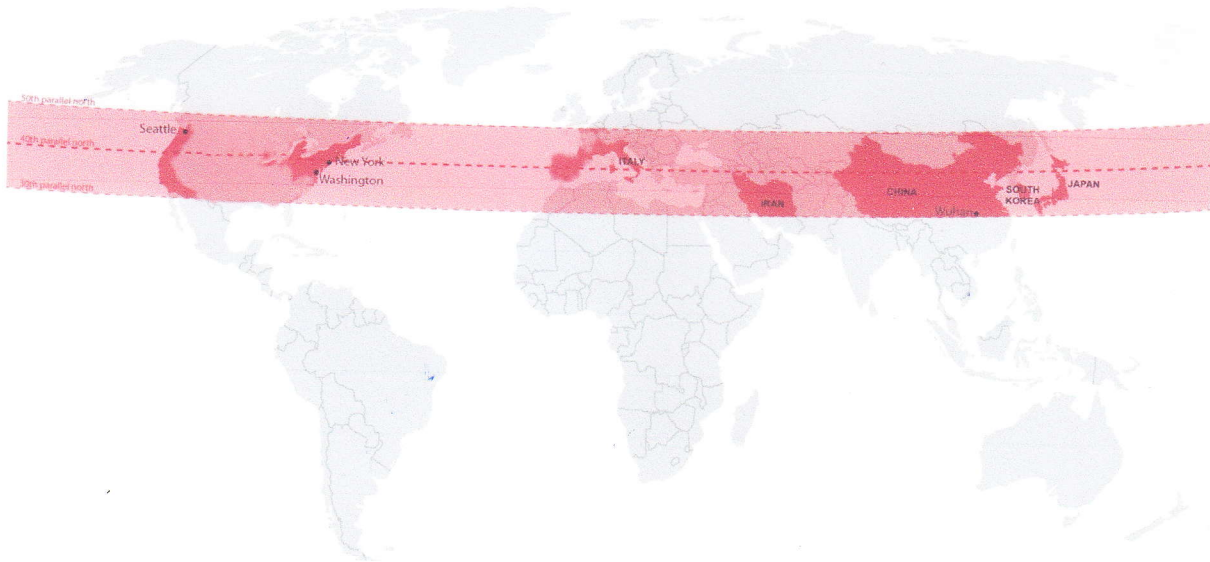 50th parallel north
Seattle
40th parallel north
New York
Washington
30th parallel north
ITALY
IRAN
CHINA
Wuhan
SOUTH
KOREA
JAPAN